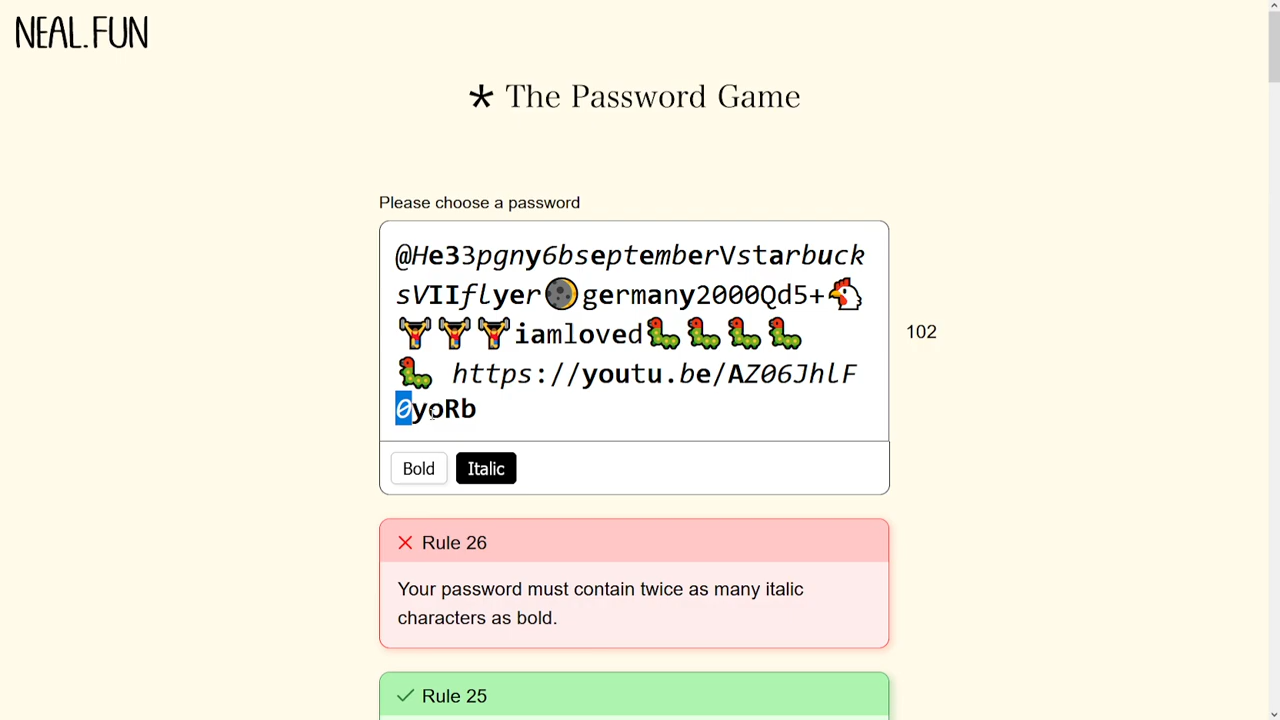 NEAL.FUN
* The Password Game
Please choose a password
@He33pgny6bseptemberVstarbuck
sVIIflyer🌒germany2000Qd5+🐔
🏋️🏋️🏋️iamloved🐛🐛🐛🐛
🐛 https://youtu.be/AZ06JhlF
0yoRb
102
Bold Italic
Rule 26
Your password must contain twice as many italic
characters as bold.
Rule 25